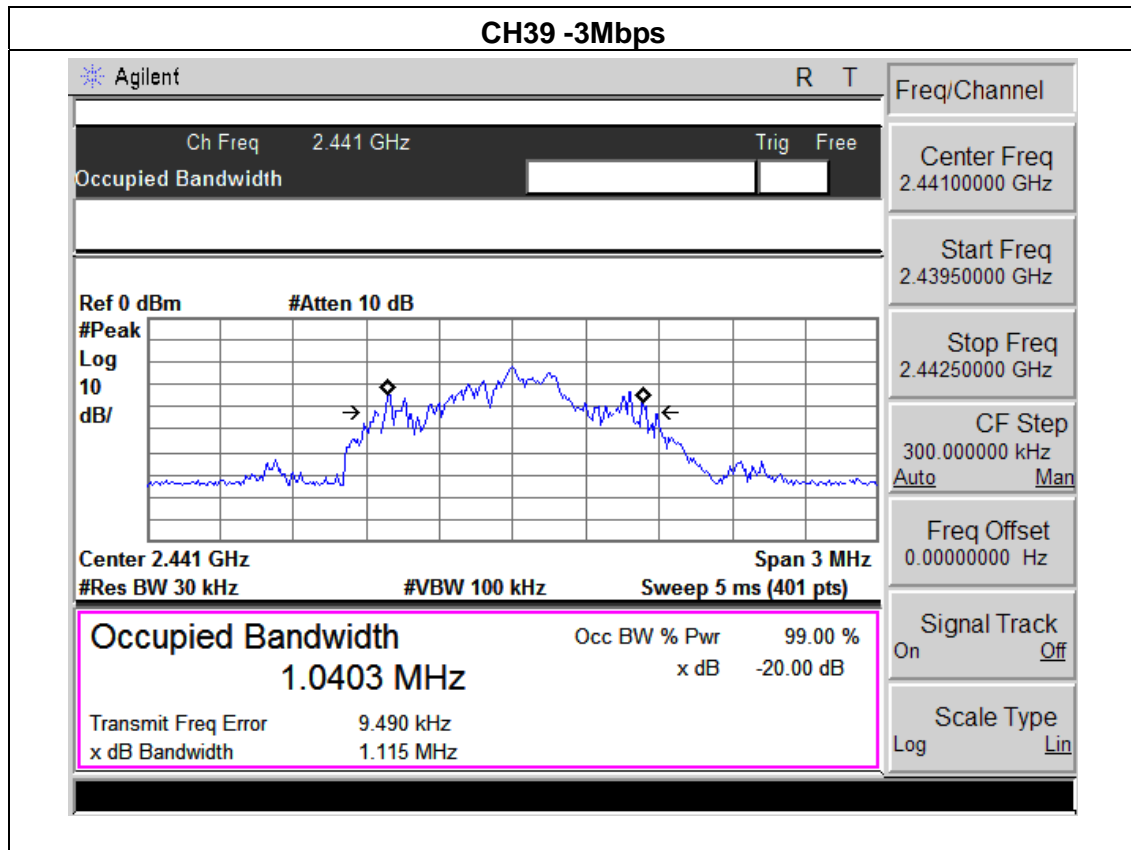 CH39 -3Mbps
Agilent R T
Ch Freq 2.441 GHz Trig Free
Occupied Bandwidth
Ref 0 dBm #Atten 10 dB
#Peak
Log
10
dB/
Center 2.441 GHz Span 3 MHz
#Res BW 30 kHz #VBW 100 kHz Sweep 5 ms (401 pts)
Occupied Bandwidth Occ BW % Pwr 99.00 %
1.0403 MHz x dB -20.00 dB
Transmit Freq Error 9.490 kHz
x dB Bandwidth 1.115 MHz
Freq/Channel
Center Freq
2.44100000 GHz
Start Freq
2.43950000 GHz
Stop Freq
2.44250000 GHz
CF Step
300.000000 kHz
Auto Man
Freq Offset
0.00000000 Hz
Signal Track
On Off
Scale Type
Log Lin